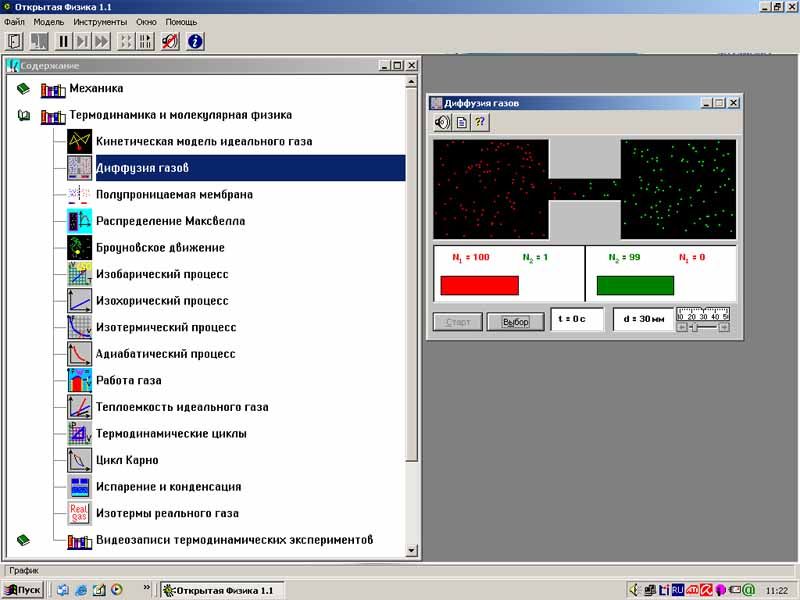 Открытая Физика 1.1
Файл Модель Инструменты Окно Помощь
Содержание
Механика
Термодинамика и молекулярная физика
Кинетическая модель идеального газа
Диффузия газов
Полупроницаемая мембрана
Распределение Максвелла
Броуновское движение
Изобарический процесс
Изохорический процесс
Изотермический процесс
Адиабатический процесс
Работа газа
Теплоемкость идеального газа
Термодинамические циклы
Цикл Карно
Испарение и конденсация
Real gas
Изотермы реального газа
Видеозаписи термодинамических экспериментов
Диффузия газов
N₁ = 100 N₂ = 1 N₂ = 99 N₁ = 0
Старт Выбор t = 0 с d = 30 мм
10 20 30 40 50
График
Пуск » Открытая Физика 1.1 RU 11:22